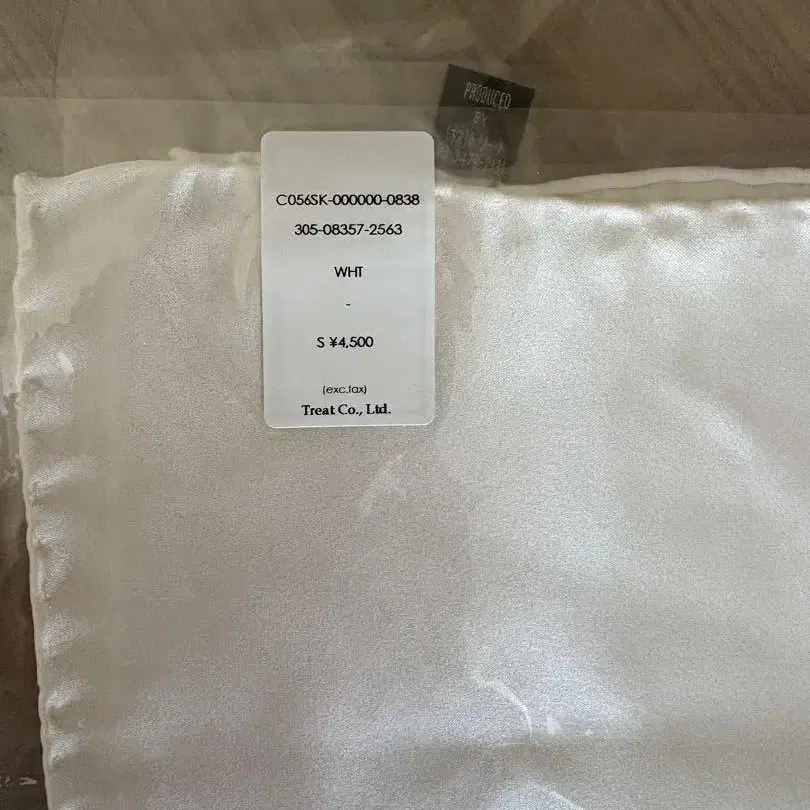 PRODUCED
BY
C056SK-000000-0838
305-08357-2563
WHT
-
S ¥4,500
(exc.tax)
Treat Co., Ltd.